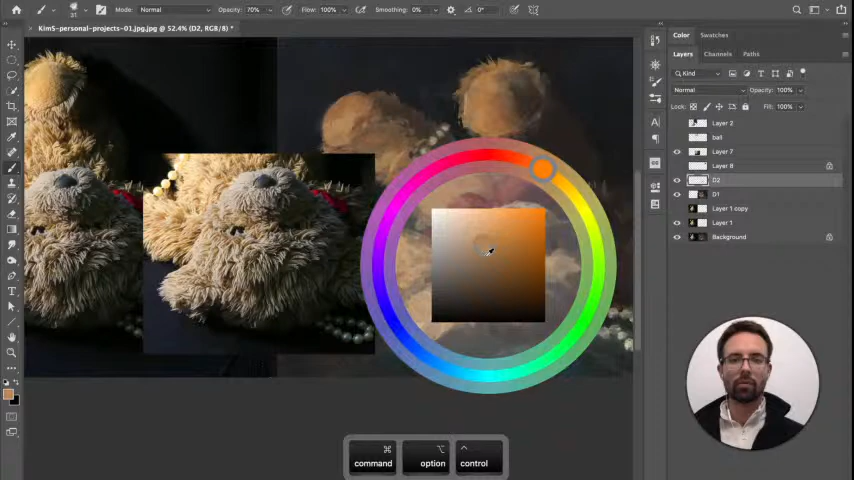 Mode: Normal Opacity: 70% Flow: 100% Smoothing: 0% 0°
31
× KimS-personal-projects-01.jpg.jpg @ 52.4% (D2, RGB/8) *
Color Swatches
Layers Channels Paths
Kind
Normal Opacity: 100%
Lock: Fill: 100%
Layer 2
ball
Layer 7
Layer 8
D2
D1
Layer 1 copy
Layer 1
Background
⌘ ⌥ ^
command option control